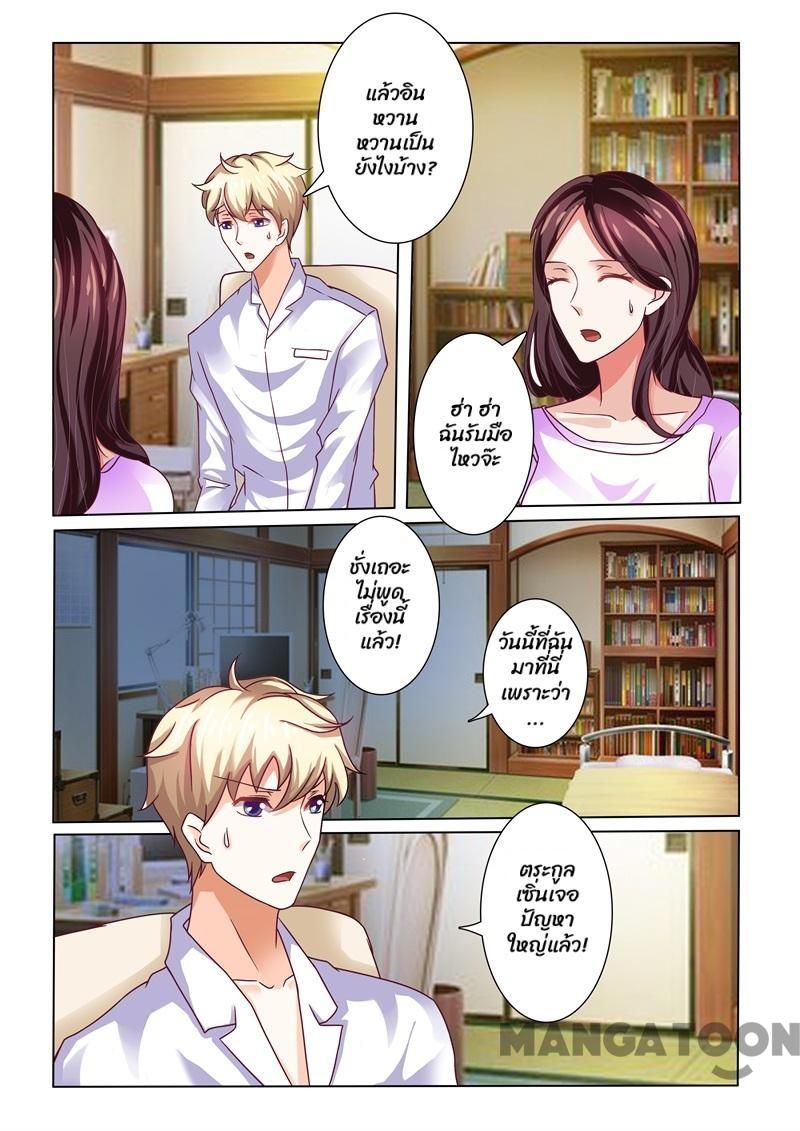 แล้วอิน
หวาน
หวานเป็น
ยังไงบ้าง?
ฮ่า ฮ่า
ฉันรับมือ
ไหวจ๊ะ
ชั่งเถอะ
ไม่พูด
เรื่องนี้
แล้ว!
วันนี้ที่ฉัน
มาที่นี่
เพราะว่า
...
ตระกูล
เซิ่นเจอ
ปัญหา
ใหญ่แล้ว!
MANGATOON